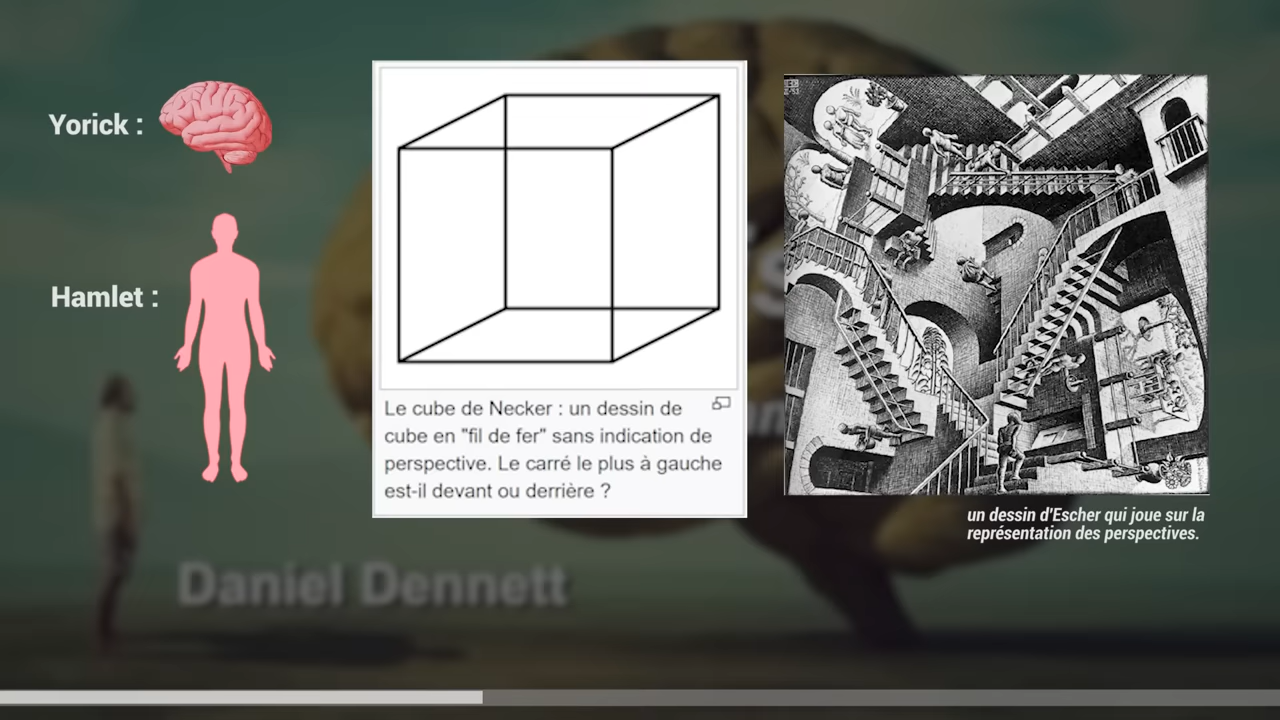 Yorick :
Hamlet :
Le cube de Necker : un dessin de
cube en "fil de fer" sans indication de
perspective. Le carré le plus à gauche
est-il devant ou derrière ?
un dessin d'Escher qui joue sur la
représentation des perspectives.
Daniel Dennett